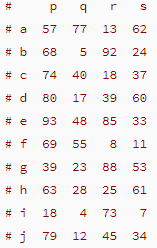 #    p  q  r  s
# a 57 77 13 62
# b 68  5 92 24
# c 74 40 18 37
# d 80 17 39 60
# e 93 48 85 33
# f 69 55  8 11
# g 39 23 88 53
# h 63 28 25 61
# i 18  4 73  7
# j 79 12 45 34